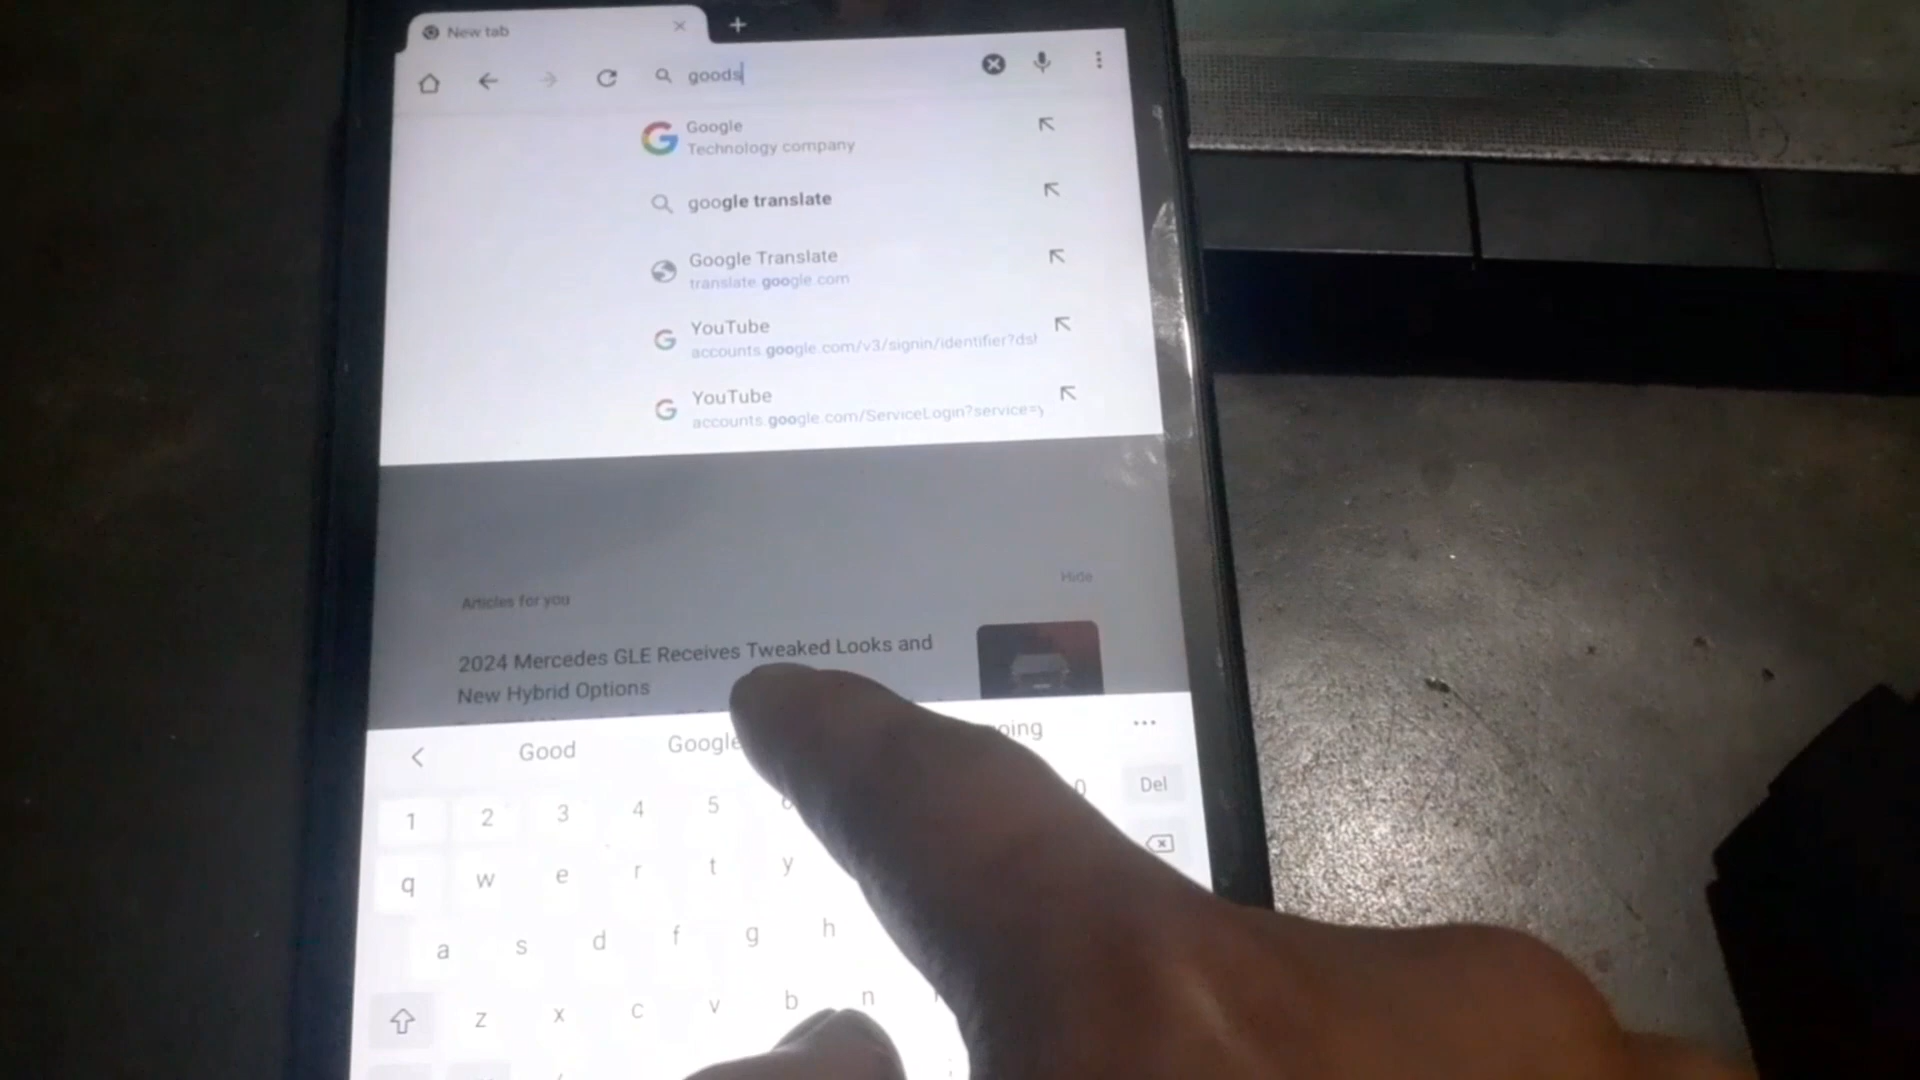 New tab
goods
Google
Technology company
google translate
Google Translate
translate.google.com
YouTube
accounts.google.com/v3/signin/identifier?dsh
YouTube
accounts.google.com/ServiceLogin?service=y
Hide
Articles for you
2024 Mercedes GLE Receives Tweaked Looks and
New Hybrid Options
Good Google
1 2 3 4 5 0 Del
q w e r t y
a s d f g h
z x c v b n